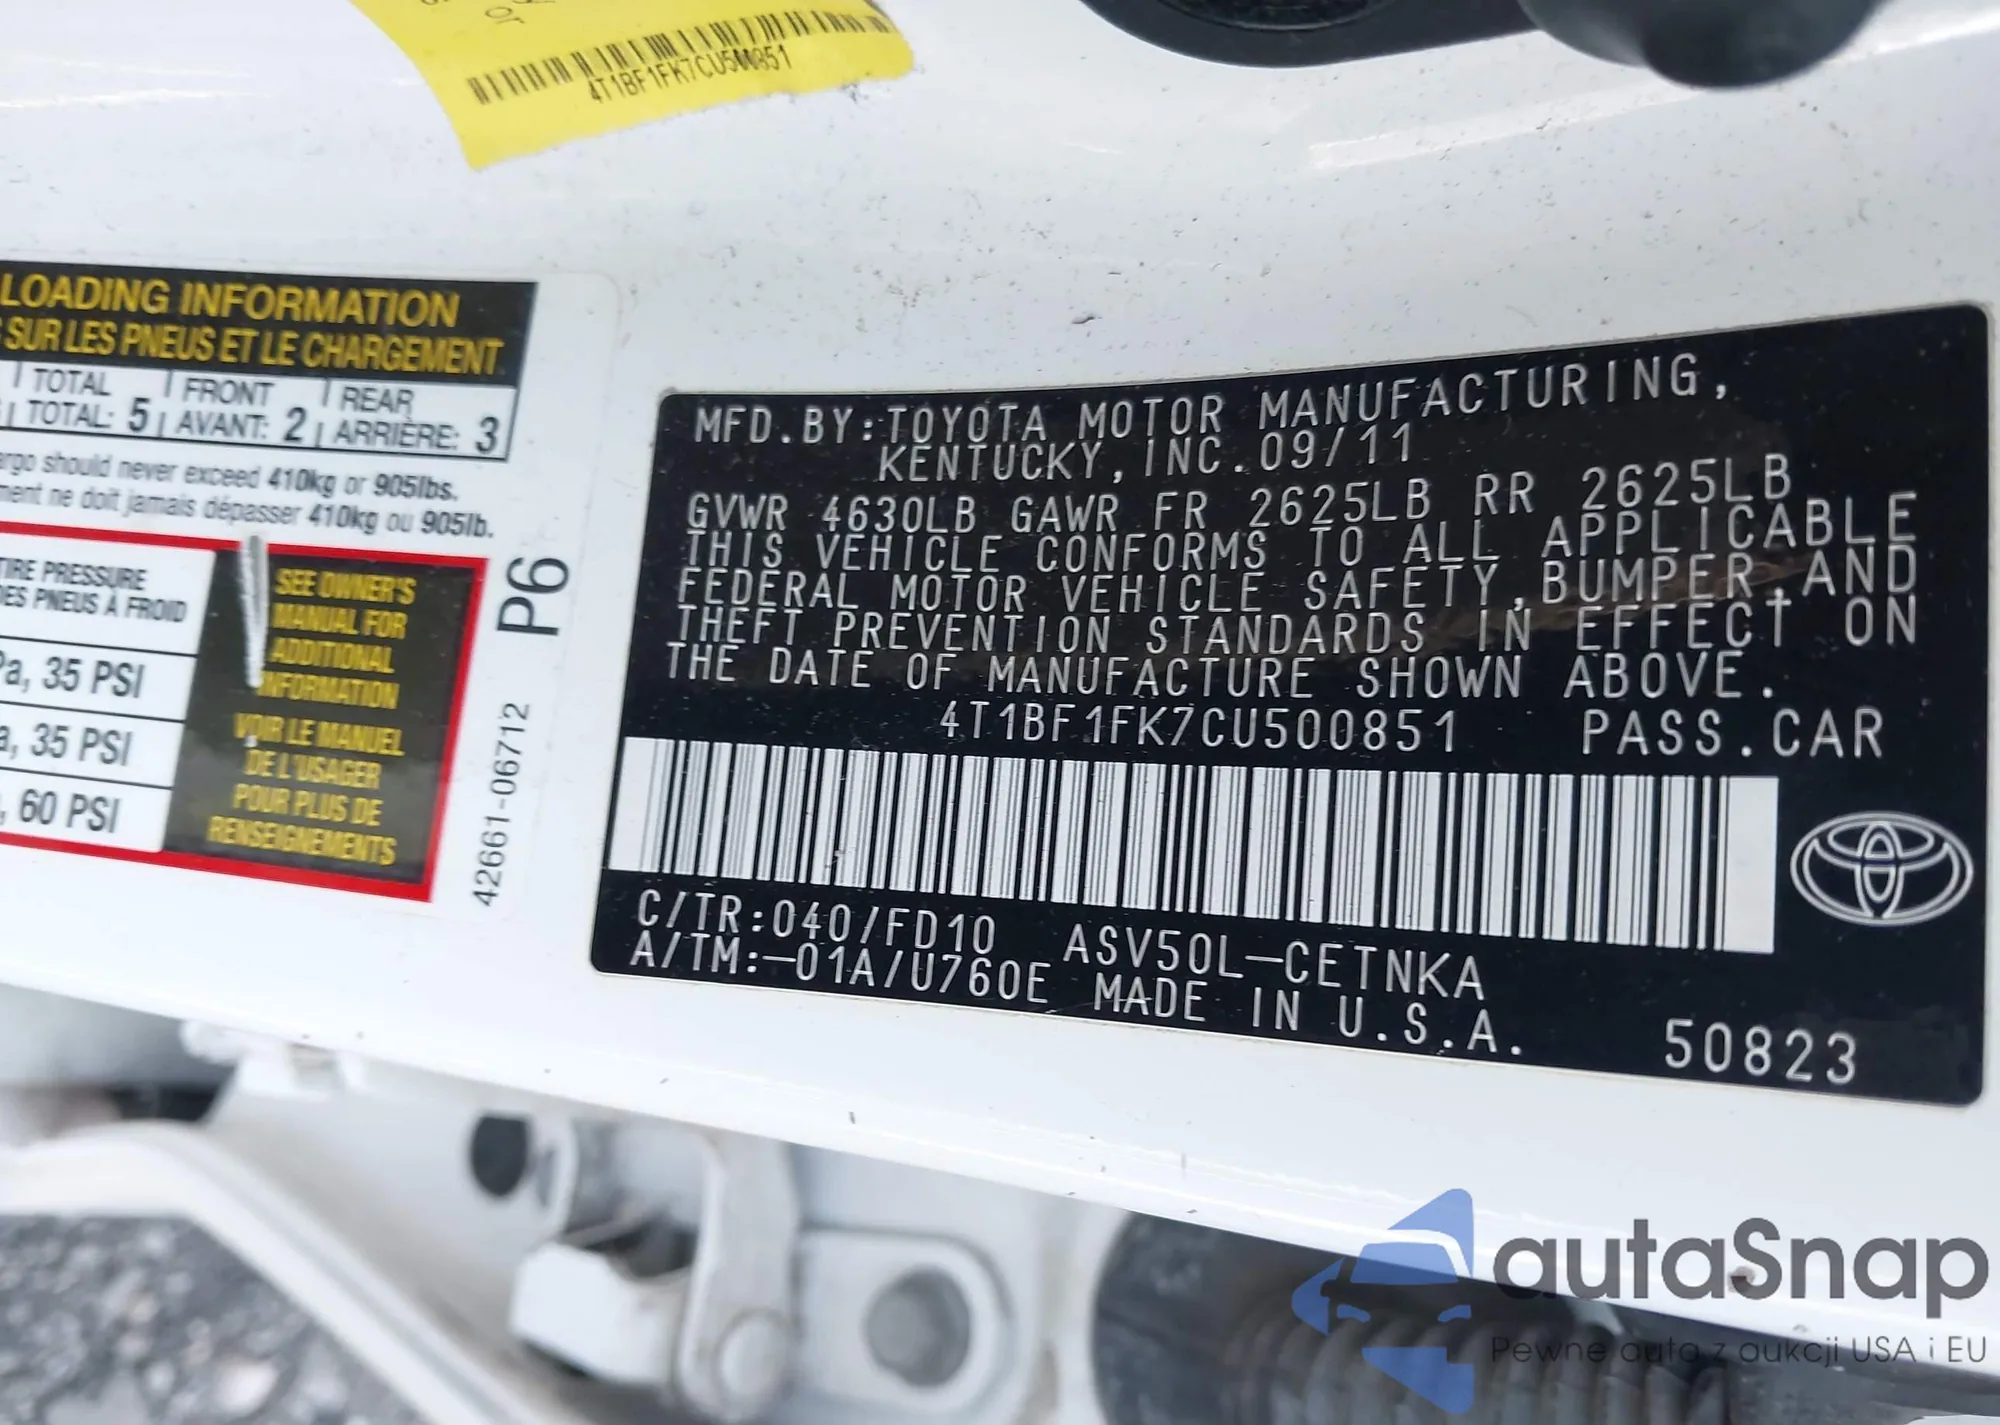 or
4T1BF1FK7CU500851
LOADING INFORMATION
SUR LES PNEUS ET LE CHARGEMENT
TOTAL FRONT REAR
TOTAL: 5 AVANT: 2 ARRIÈRE: 3
should never exceed 410kg or 905lbs.
ne doit jamais dépasser 410kg ou 905lb.
TIRE PRESSURE
DES PNEUS À FROID
35 PSI
35 PSI
60 PSI
SEE OWNER'S
MANUAL FOR
ADDITIONAL
INFORMATION
VOIR LE MANUEL
DE L'USAGER
POUR PLUS DE
RENSEIGNEMENTS
P6
42661-06712
MFD.BY:TOYOTA MOTOR MANUFACTURING,
KENTUCKY,INC.09/11
GVWR 4630LB GAWR FR 2625LB RR 2625LB
THIS VEHICLE CONFORMS TO ALL APPLICABLE
FEDERAL MOTOR VEHICLE SAFETY,BUMPER,AND
THEFT PREVENTION STANDARDS IN EFFECT ON
THE DATE OF MANUFACTURE SHOWN ABOVE.
4T1BF1FK7CU500851 PASS.CAR
C/TR:040/FD10 ASV50L-CETNKA
A/TM:-01A/U760E MADE IN U.S.A. 50823
autaSnap
Pewne auta z aukcji USA i EU